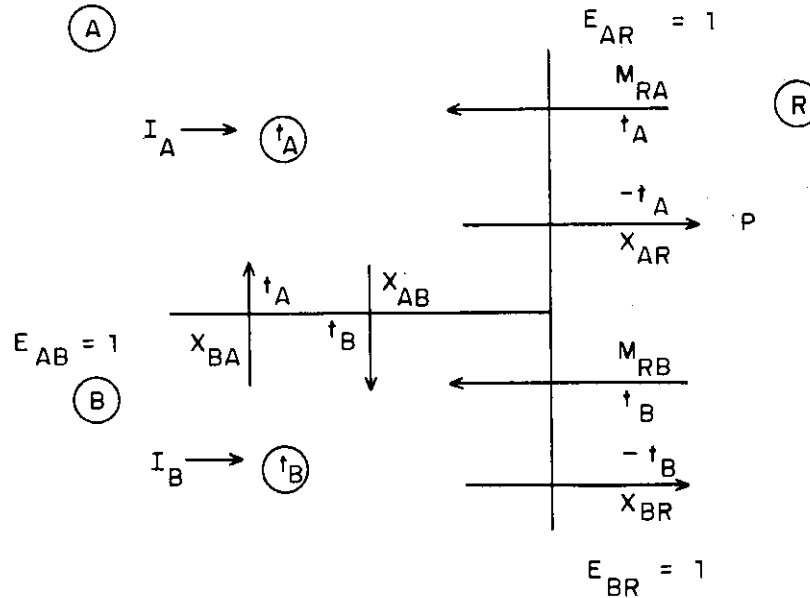 E_AR = 1
A
M_RA
R
I_A t_A
t_A
-t_A
P
X_AR
t_A X_AB
X_BA t_B
E_AB = 1
M_RB
B
t_B
I_B t_B
-t_B
X_BR
E_BR = 1